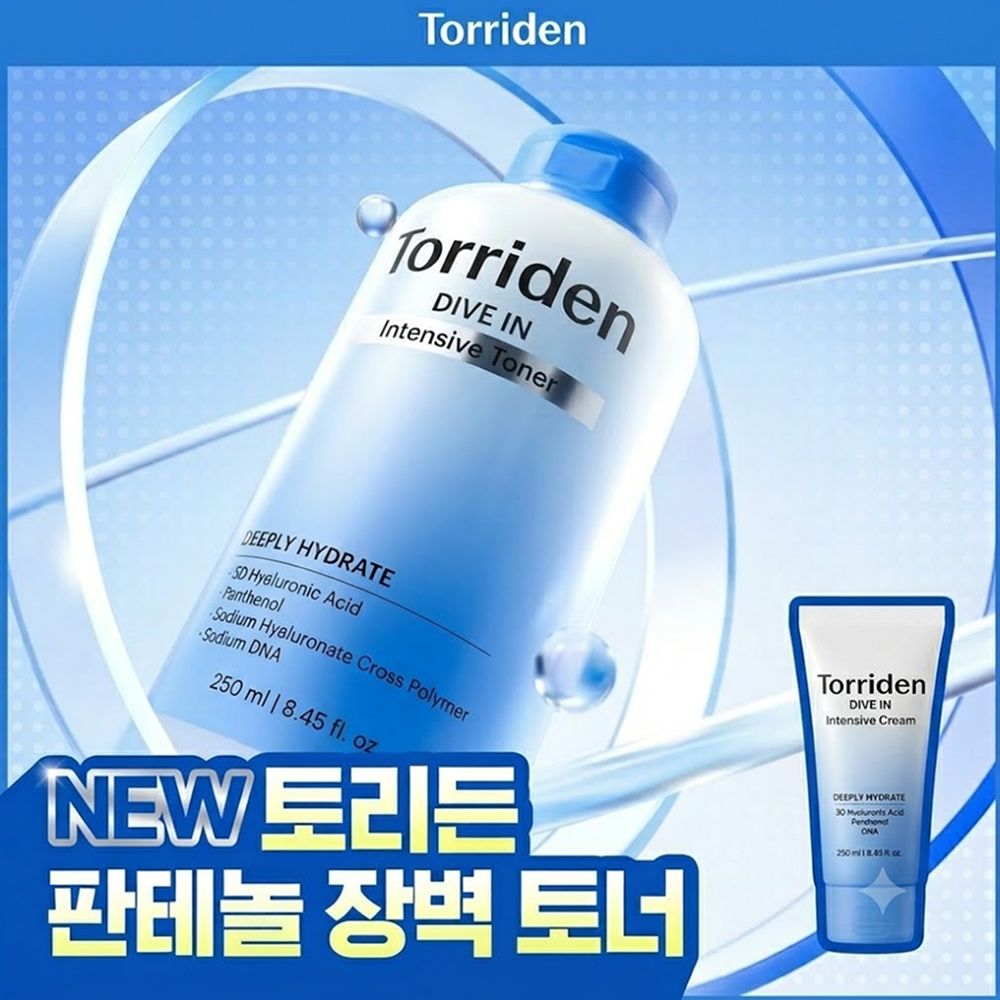 Torriden
Torriden
DIVE IN
Intensive Toner
DEEPLY HYDRATE
· 5D Hyaluronic Acid
· Panthenol
· Sodium Hyaluronate Cross Polymer
· Sodium DNA
250 ml | 8.45 fl. oz
Torriden
DIVE IN
Intensive Cream
DEEPLY HYDRATE
Acid
DNA
250 ml | 8.45 fl. oz.
NEW 토리든
판테놀 장벽 토너